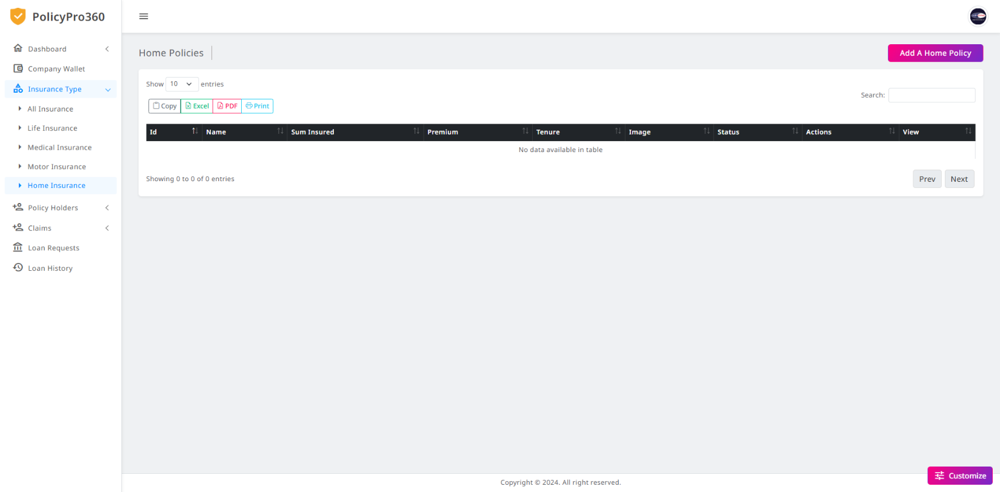 PolicyPro360
Dashboard
Company Wallet
Insurance Type
All Insurance
Life Insurance
Medical Insurance
Motor Insurance
Home Insurance
Policy Holders
Claims
Loan Requests
Loan History
Home Policies
Add A Home Policy
Show 10 entries
Search:
Copy Excel PDF Print
Id Name Sum Insured Premium Tenure Image Status Actions View
No data available in table
Showing 0 to 0 of 0 entries
Prev Next
Customize
Copyright © 2024. All right reserved.